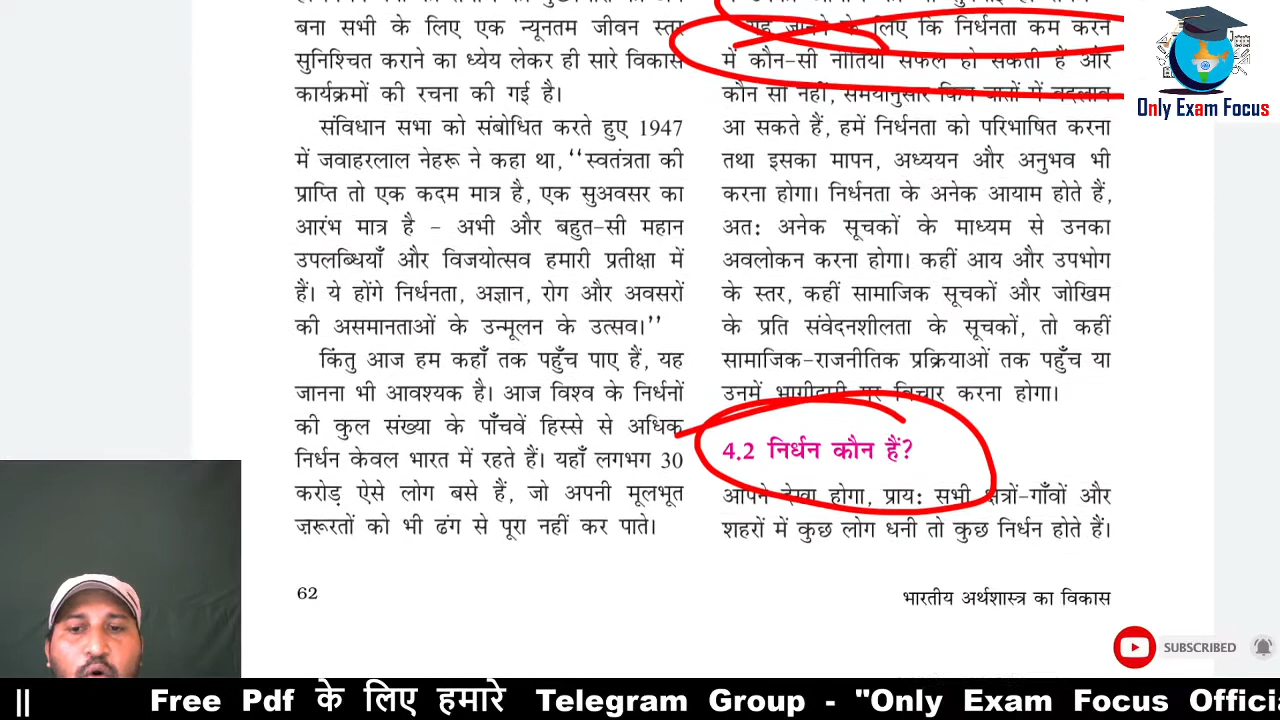 बना सभी के लिए एक न्यूनतम जीवन स्तर
सुनिश्चित कराने का ध्येय लेकर ही सारे विकास
कार्यक्रमों की रचना की गई है।
संविधान सभा को संबोधित करते हुए 1947
में जवाहरलाल नेहरू ने कहा था, ‘‘स्वतंत्रता की
प्राप्ति तो एक कदम मात्र है, एक सुअवसर का
आरंभ मात्र है – अभी और बहुत-सी महान
उपलब्धियाँ और विजयोत्सव हमारी प्रतीक्षा में
हैं। ये होंगे निर्धनता, अज्ञान, रोग और अवसरों
की असमानताओं के उन्मूलन के उत्सव।’’
किंतु आज हम कहाँ तक पहुँच पाए हैं, यह
जानना भी आवश्यक है। आज विश्व के निर्धनों
की कुल संख्या के पाँचवें हिस्से से अधिक
निर्धन केवल भारत में रहते हैं। यहाँ लगभग 30
करोड़ ऐसे लोग बसे हैं, जो अपनी मूलभूत
ज़रूरतों को भी ढंग से पूरा नहीं कर पाते।
यह जानने के लिए कि निर्धनता कम करने
में कौन-सी नीतियाँ सफल हो सकती हैं और
कौन सी नहीं, समयानुसार किन बातों में बदलाव
आ सकते हैं, हमें निर्धनता को परिभाषित करना
तथा इसका मापन, अध्ययन और अनुभव भी
करना होगा। निर्धनता के अनेक आयाम होते हैं,
अत: अनेक सूचकों के माध्यम से उनका
अवलोकन करना होगा। कहीं आय और उपभोग
के स्तर, कहीं सामाजिक सूचकों और जोखिम
के प्रति संवेदनशीलता के सूचकों, तो कहीं
सामाजिक-राजनीतिक प्रक्रियाओं तक पहुँच या
उनमें भागीदारी पर विचार करना होगा।
4.2 निर्धन कौन हैं?
आपने देखा होगा, प्राय: सभी क्षेत्रों-गाँवों और
शहरों में कुछ लोग धनी तो कुछ निर्धन होते हैं।
62
भारतीय अर्थशास्त्र का विकास
Only Exam Focus
SUBSCRIBED
|| Free Pdf के लिए हमारे Telegram Group - "Only Exam Focus Offici